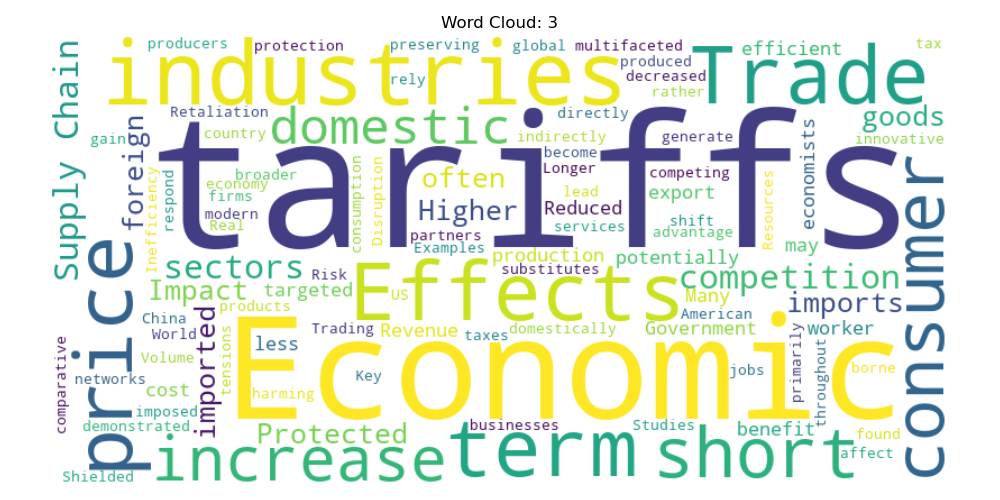 Word Cloud: 3
producers protection preserving global multifaceted efficient tax
industries Trade
rely produced decreased rather
Supply Chain
gain foreign Retaliation country domestic directly indirectly generate economists goods innovative
tariffs
become Longer competing
respond Inefficiency broader economy firms modern Real consumption Disruption often Higher lead Reduced services export shift advantage Resources
partners Examples production substitutes potentially may
consumer
price
sectors Risk Effects competition
Impact targeted US Many imports
products American
China World imported Trading Revenue taxes domestically Government primarily worker
Economic
comparative networks Volume tensions less Key jobs throughout borne
cost harming
imposed demonstrated Protected businesses Studies benefit found
increase term short affect
Shielded